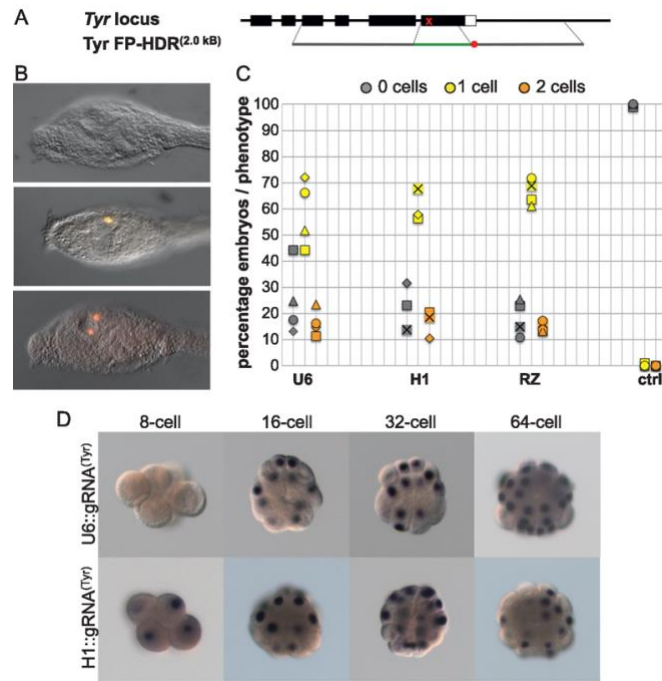 A
Tyr locus
x
Tyr FP-HDR(2.0 kB)
B
C
0 cells 1 cell 2 cells
percentage embryos / phenotype
100
90
80
70
60
50
40
30
20
10
0
U6 H1 RZ ctrl
D
8-cell 16-cell 32-cell 64-cell
U6::gRNA(Tyr)
H1::gRNA(Tyr)